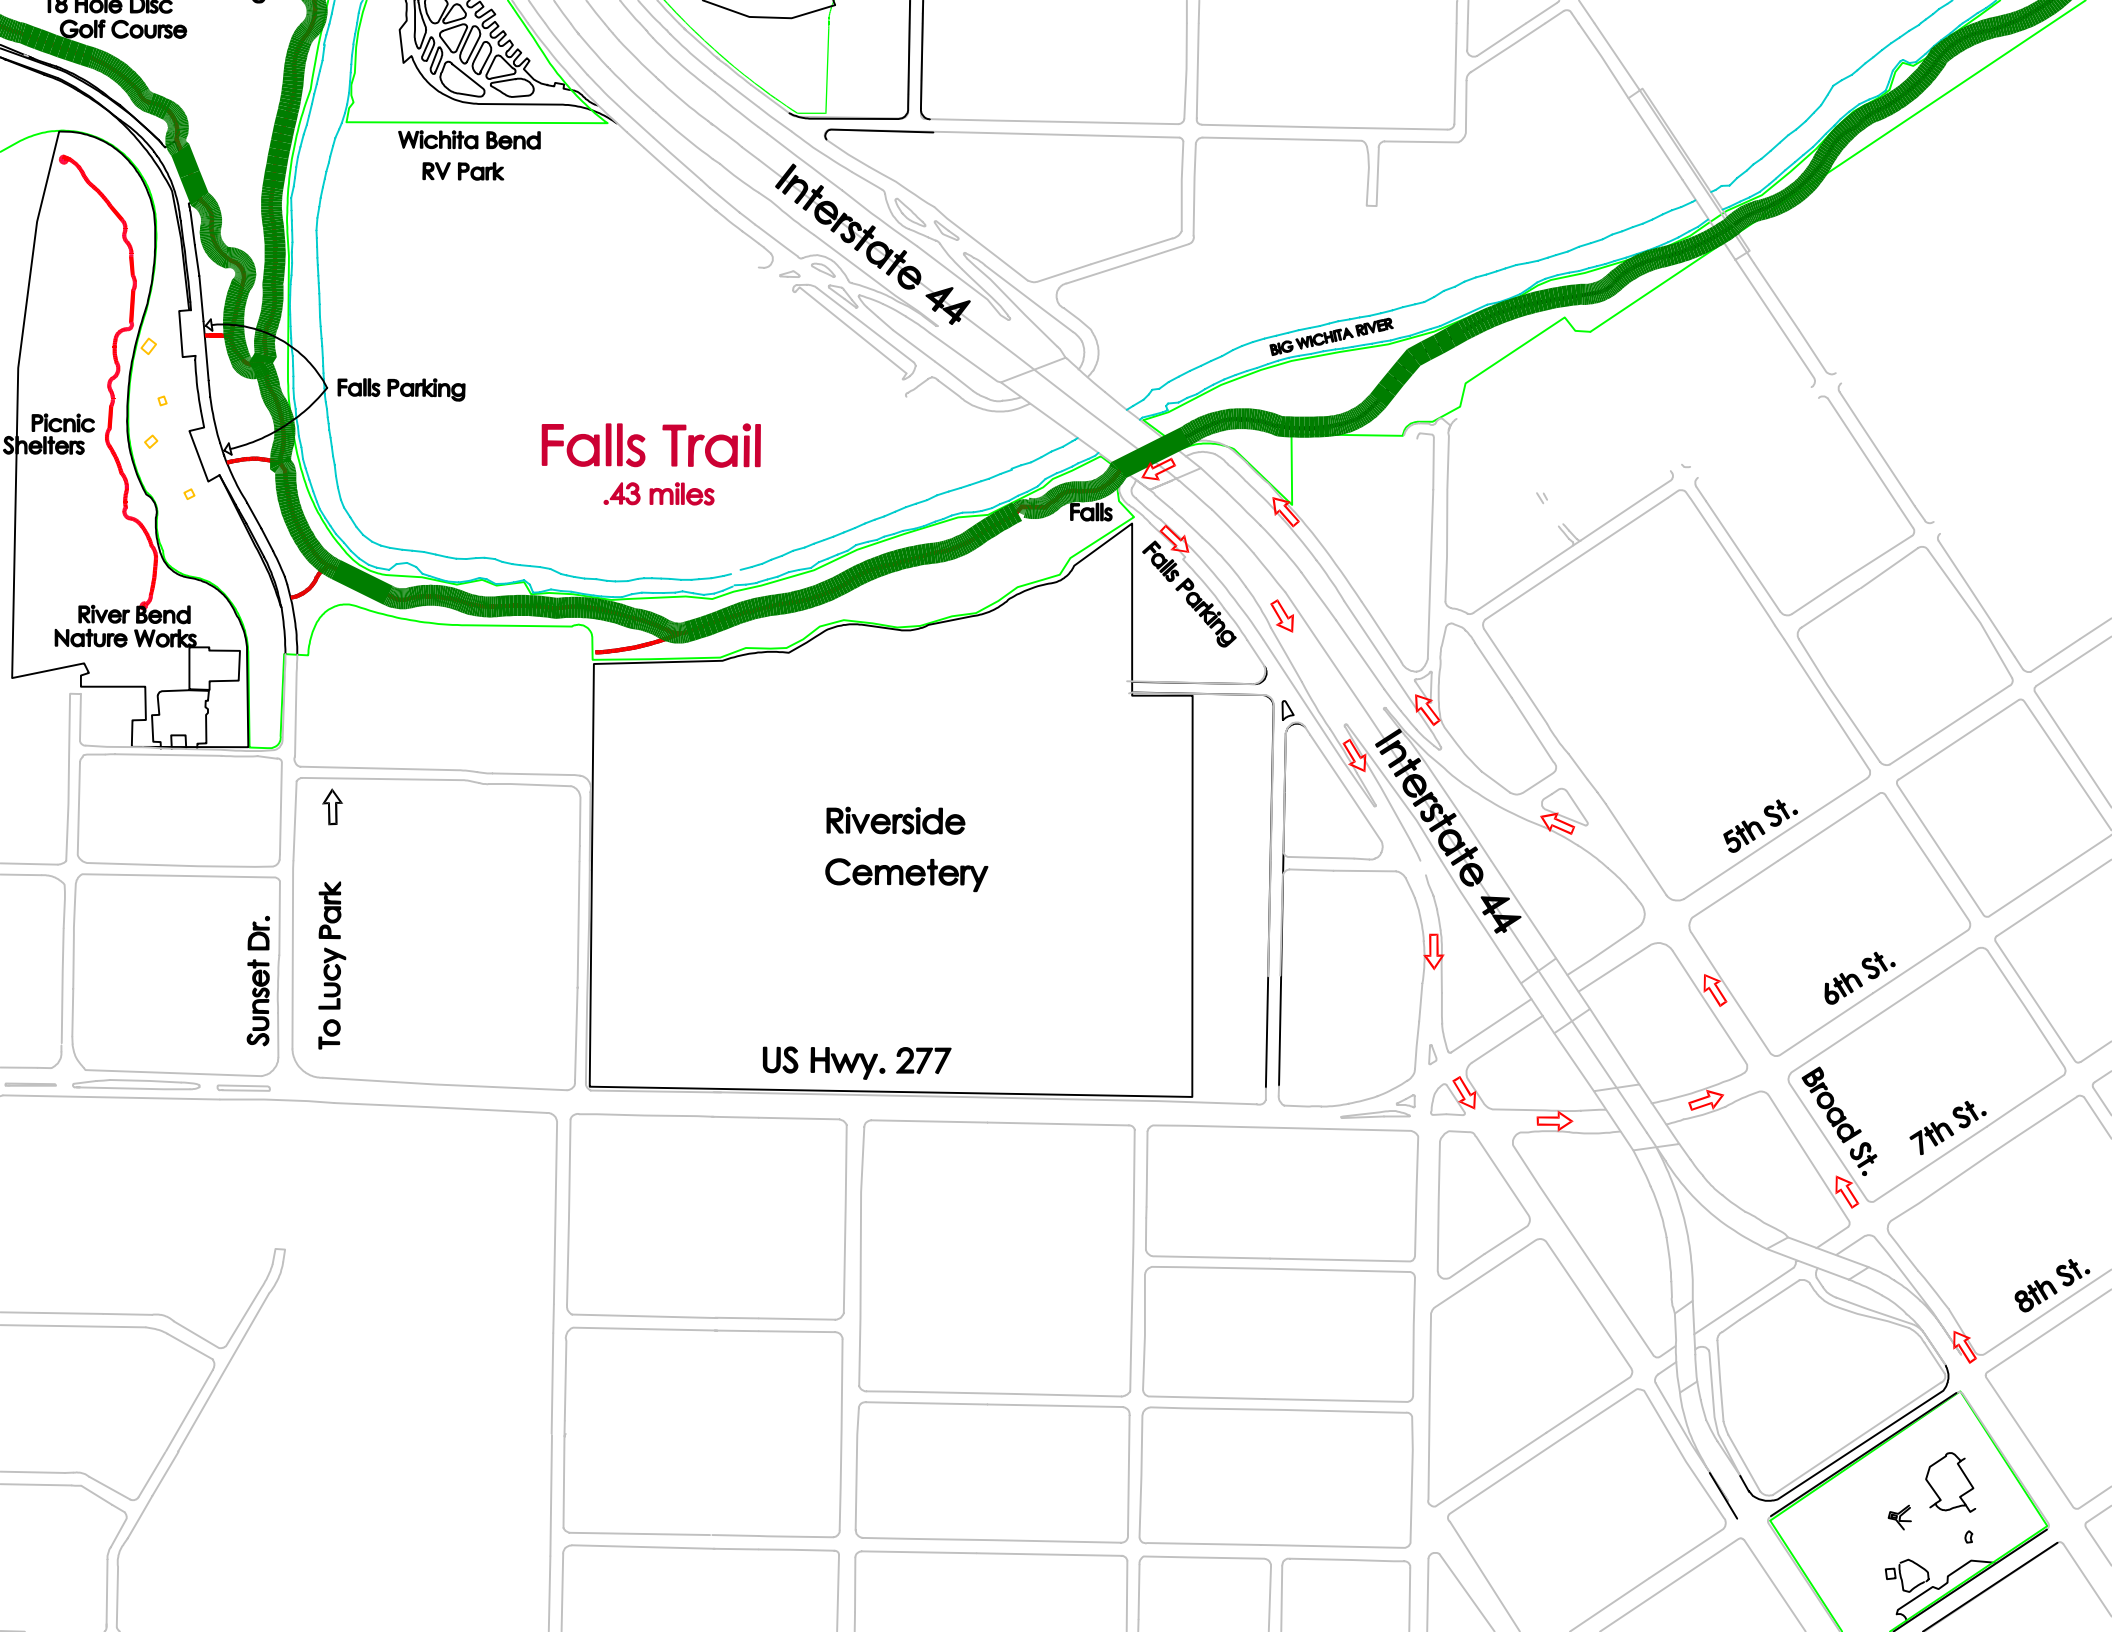 18 Hole Disc
Golf Course
Wichita Bend
RV Park
Interstate 44
BIG WICHITA RIVER
Falls Parking
Picnic
Shelters
Falls Trail
.43 miles
Falls
Falls Parking
River Bend
Nature Works
Interstate 44
Riverside
Cemetery
5th St.
Sunset Dr.
To Lucy Park
6th St.
US Hwy. 277
Broad St.
7th St.
8th St.